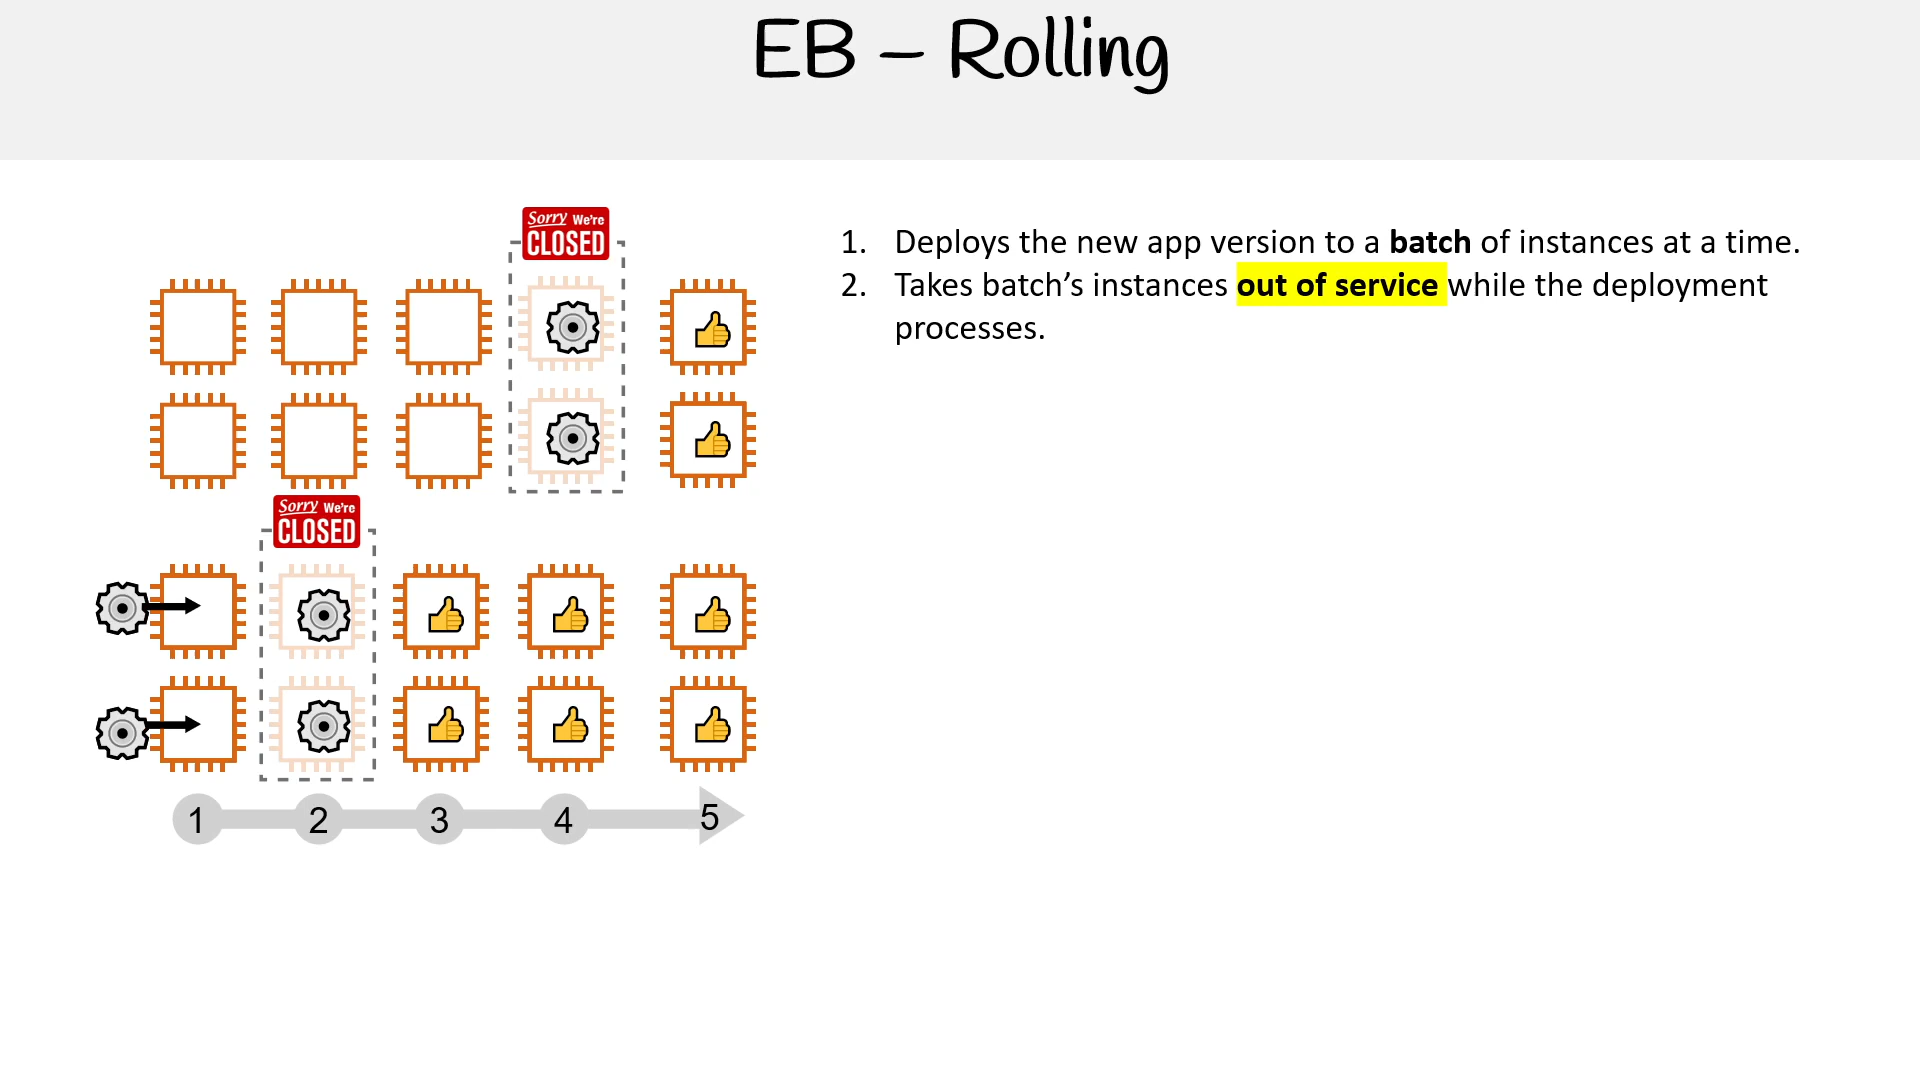 EB – Rolling
Sorry We're
CLOSED
1. Deploys the new app version to a batch of instances at a time.
2. Takes batch's instances out of service while the deployment
processes.
Sorry We're
CLOSED
1 2 3 4 5